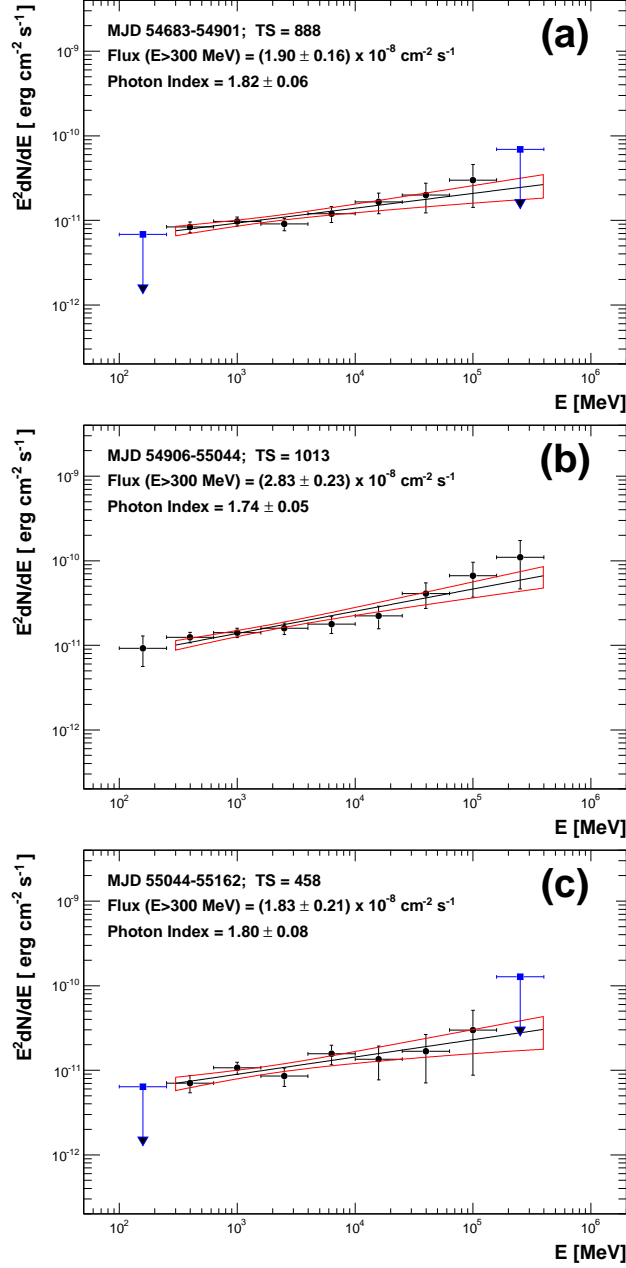 (a)
MJD 54683-54901; TS = 888
Flux (E>300 MeV) = (1.90 ± 0.16) x 10⁻⁸ cm⁻² s⁻¹
Photon Index = 1.82 ± 0.06
E²dN/dE [ erg cm⁻² s⁻¹ ]
10⁻⁹
10⁻¹⁰
10⁻¹¹
10⁻¹²
10² 10³ 10⁴ 10⁵ 10⁶
E [MeV]
(b)
MJD 54906-55044; TS = 1013
Flux (E>300 MeV) = (2.83 ± 0.23) x 10⁻⁸ cm⁻² s⁻¹
Photon Index = 1.74 ± 0.05
E²dN/dE [ erg cm⁻² s⁻¹ ]
10⁻⁹
10⁻¹⁰
10⁻¹¹
10⁻¹²
10² 10³ 10⁴ 10⁵ 10⁶
E [MeV]
(c)
MJD 55044-55162; TS = 458
Flux (E>300 MeV) = (1.83 ± 0.21) x 10⁻⁸ cm⁻² s⁻¹
Photon Index = 1.80 ± 0.08
E²dN/dE [ erg cm⁻² s⁻¹ ]
10⁻⁹
10⁻¹⁰
10⁻¹¹
10⁻¹²
10² 10³ 10⁴ 10⁵ 10⁶
E [MeV]